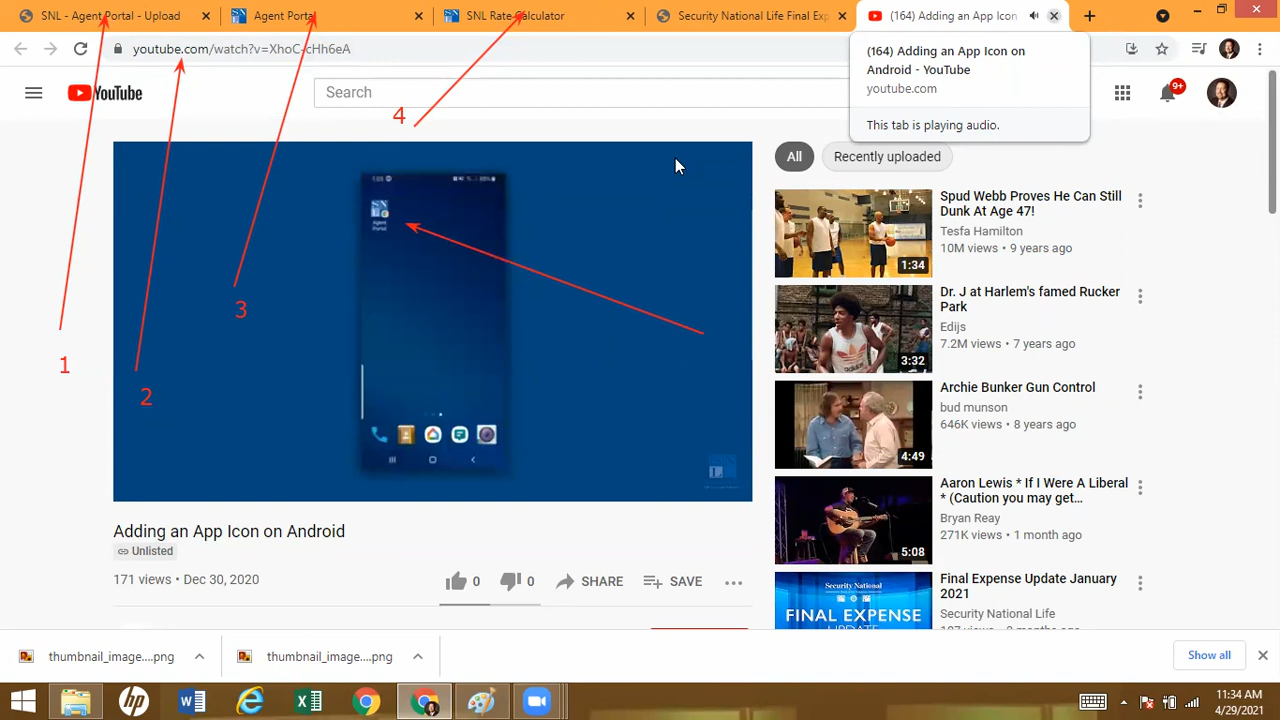 SNL - Agent Portal - Upload
Agent Portal
SNL Rate Calculator
Security National Life Final Exp
(164) Adding an App Icon
youtube.com/watch?v=XhoC-cHh6eA
(164) Adding an App Icon on
Android - YouTube
youtube.com
This tab is playing audio.
YouTube
Search
9+
4
All
Recently uploaded
Agent
Portal
3
1
2
Spud Webb Proves He Can Still
Dunk At Age 47!
Tesfa Hamilton
10M views • 9 years ago
1:34
Dr. J at Harlem's famed Rucker
Park
Edijs
7.2M views • 7 years ago
3:32
Archie Bunker Gun Control
bud munson
646K views • 8 years ago
4:49
Aaron Lewis * If I Were A Liberal
* (Caution you may get...
Bryan Reay
271K views • 1 month ago
5:08
Final Expense Update January
2021
Security National Life
Security National
FINAL EXPENSE
UPDATE
Adding an App Icon on Android
Unlisted
171 views • Dec 30, 2020
0
0
SHARE
SAVE
thumbnail_image....png
thumbnail_image....png
Show all
11:34 AM
4/29/2021